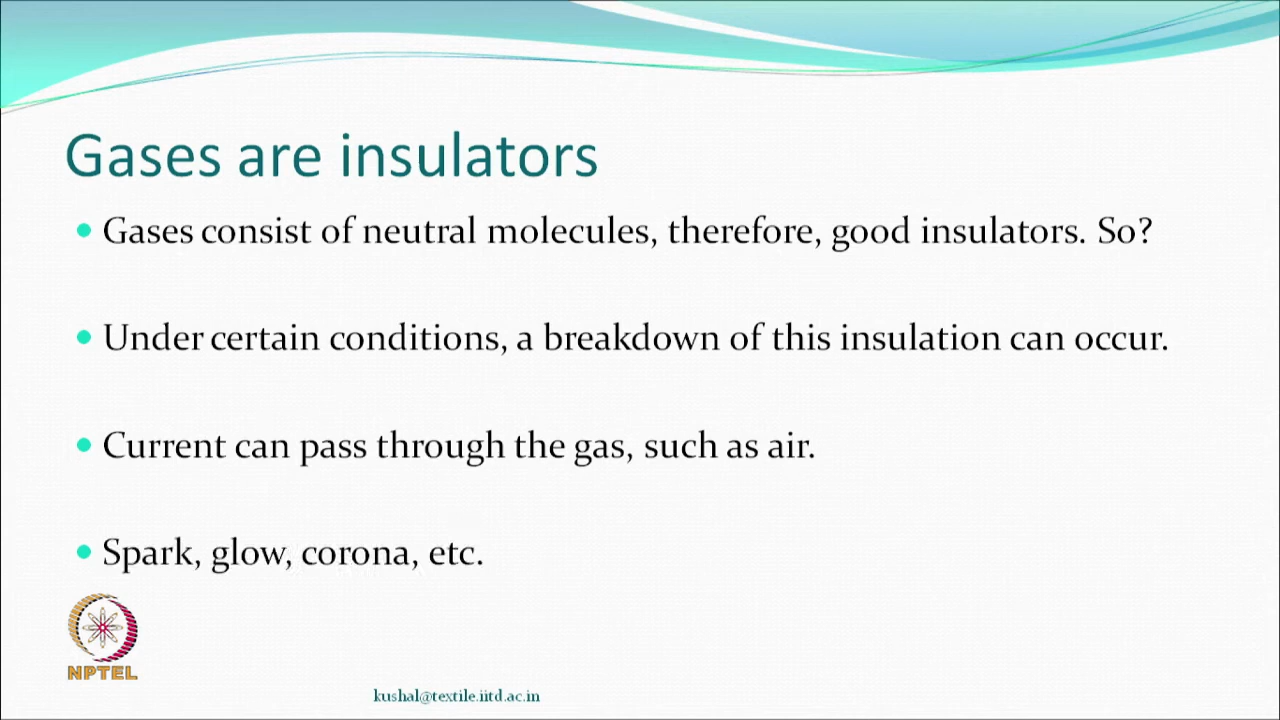 Gases are insulators
Gases consist of neutral molecules, therefore, good insulators. So?
Under certain conditions, a breakdown of this insulation can occur.
Current can pass through the gas, such as air.
Spark, glow, corona, etc.
NPTEL
kushal@textile.iitd.ac.in